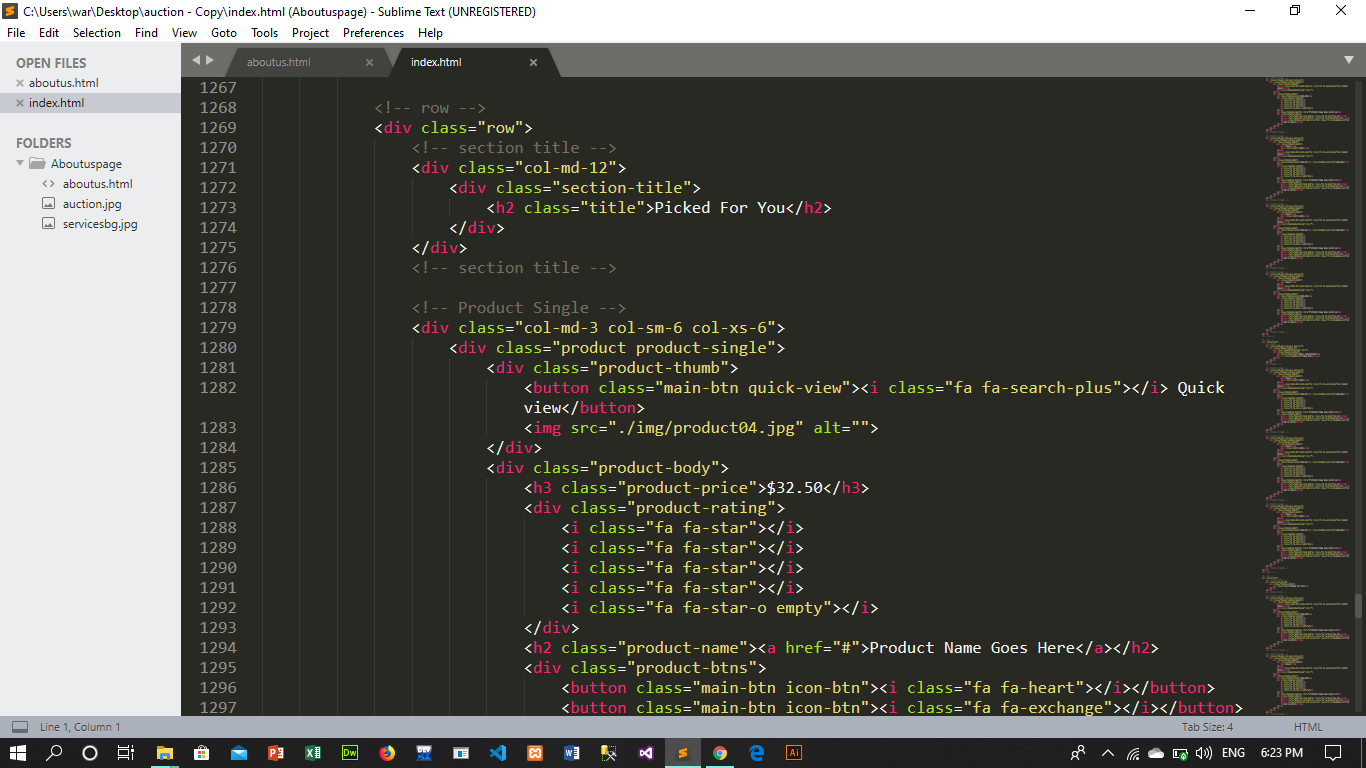 C:\Users\war\Desktop\auction - Copy\index.html (Aboutuspage) - Sublime Text (UNREGISTERED)
File Edit Selection Find View Goto Tools Project Preferences Help
OPEN FILES
aboutus.html
index.html
FOLDERS
Aboutuspage
aboutus.html
auction.jpg
servicesbg.jpg
aboutus.html
index.html
1267
1268 <!-- row -->
1269 <div class="row">
1270 <!-- section title -->
1271 <div class="col-md-12">
1272 <div class="section-title">
1273 <h2 class="title">Picked For You</h2>
1274 </div>
1275 </div>
1276 <!-- section title -->
1277
1278 <!-- Product Single -->
1279 <div class="col-md-3 col-sm-6 col-xs-6">
1280 <div class="product product-single">
1281 <div class="product-thumb">
1282 <button class="main-btn quick-view"><i class="fa fa-search-plus"></i> Quick
view</button>
1283 <img src="./img/product04.jpg" alt="">
1284 </div>
1285 <div class="product-body">
1286 <h3 class="product-price">$32.50</h3>
1287 <div class="product-rating">
1288 <i class="fa fa-star"></i>
1289 <i class="fa fa-star"></i>
1290 <i class="fa fa-star"></i>
1291 <i class="fa fa-star"></i>
1292 <i class="fa fa-star-o empty"></i>
1293 </div>
1294 <h2 class="product-name"><a href="#">Product Name Goes Here</a></h2>
1295 <div class="product-btns">
1296 <button class="main-btn icon-btn"><i class="fa fa-heart"></i></button>
1297 <button class="main-btn icon-btn"><i class="fa fa-exchange"></i></button>
Line 1, Column 1
Tab Size: 4
HTML
Dw
DEV
Ai
ENG
6:23 PM